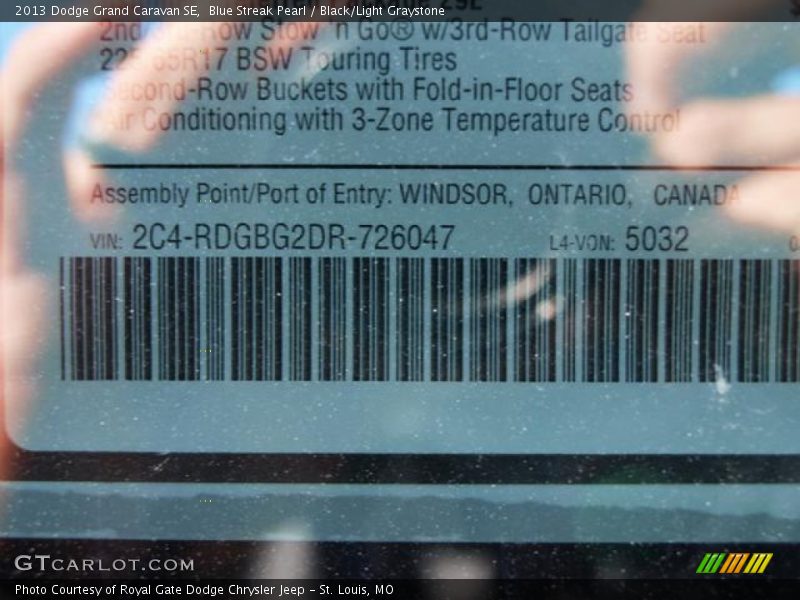 2013 Dodge Grand Caravan SE, Blue Streak Pearl / Black/Light Graystone
2nd Row Stow 'n Go® w/3rd-Row Tailgate Seat
BSW Touring Tires
Second-Row Buckets with Fold-in-Floor Seats
Air Conditioning with 3-Zone Temperature Control
Assembly Point/Port of Entry: WINDSOR, ONTARIO, CANADA
VIN: 2C4-RDGBG2DR-726047 L4-VON: 5032
GTCARLOT.COM
Photo Courtesy of Royal Gate Dodge Chrysler Jeep – St. Louis, MO